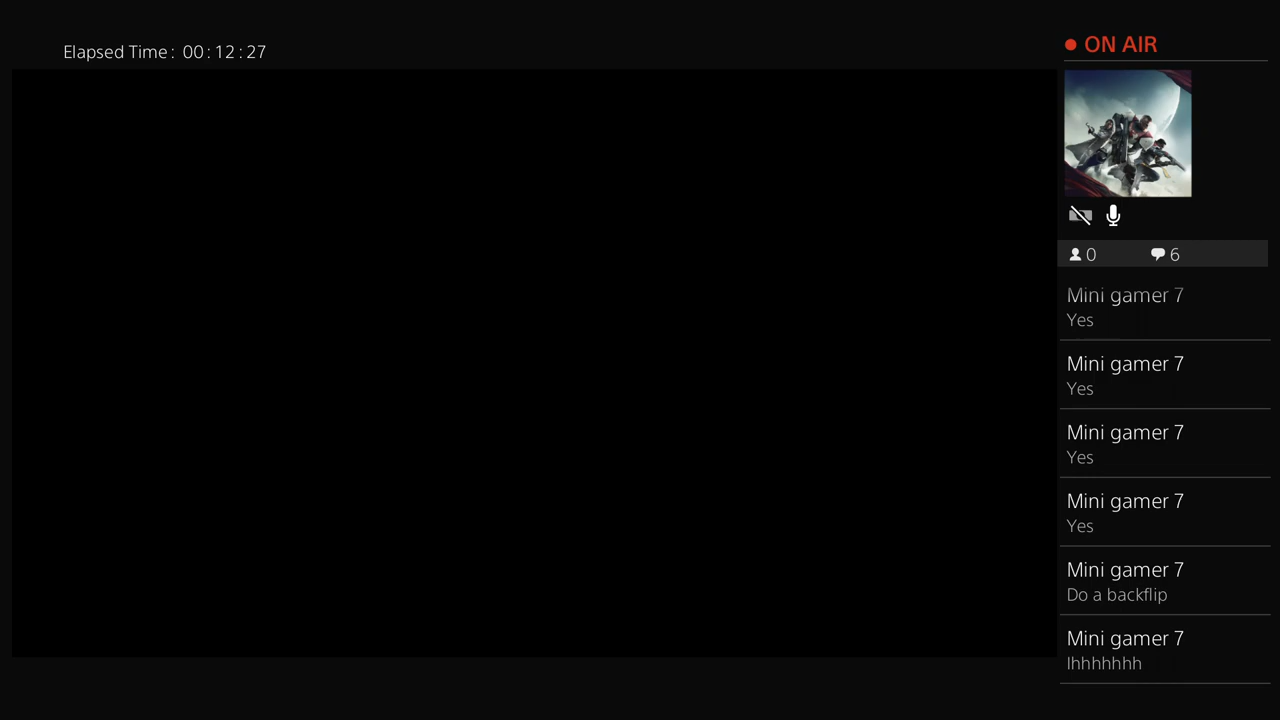 Elapsed Time: 00:12:27
ON AIR
0 6
Mini gamer 7
Yes
Mini gamer 7
Yes
Mini gamer 7
Yes
Mini gamer 7
Yes
Mini gamer 7
Do a backflip
Mini gamer 7
Ihhhhhhh